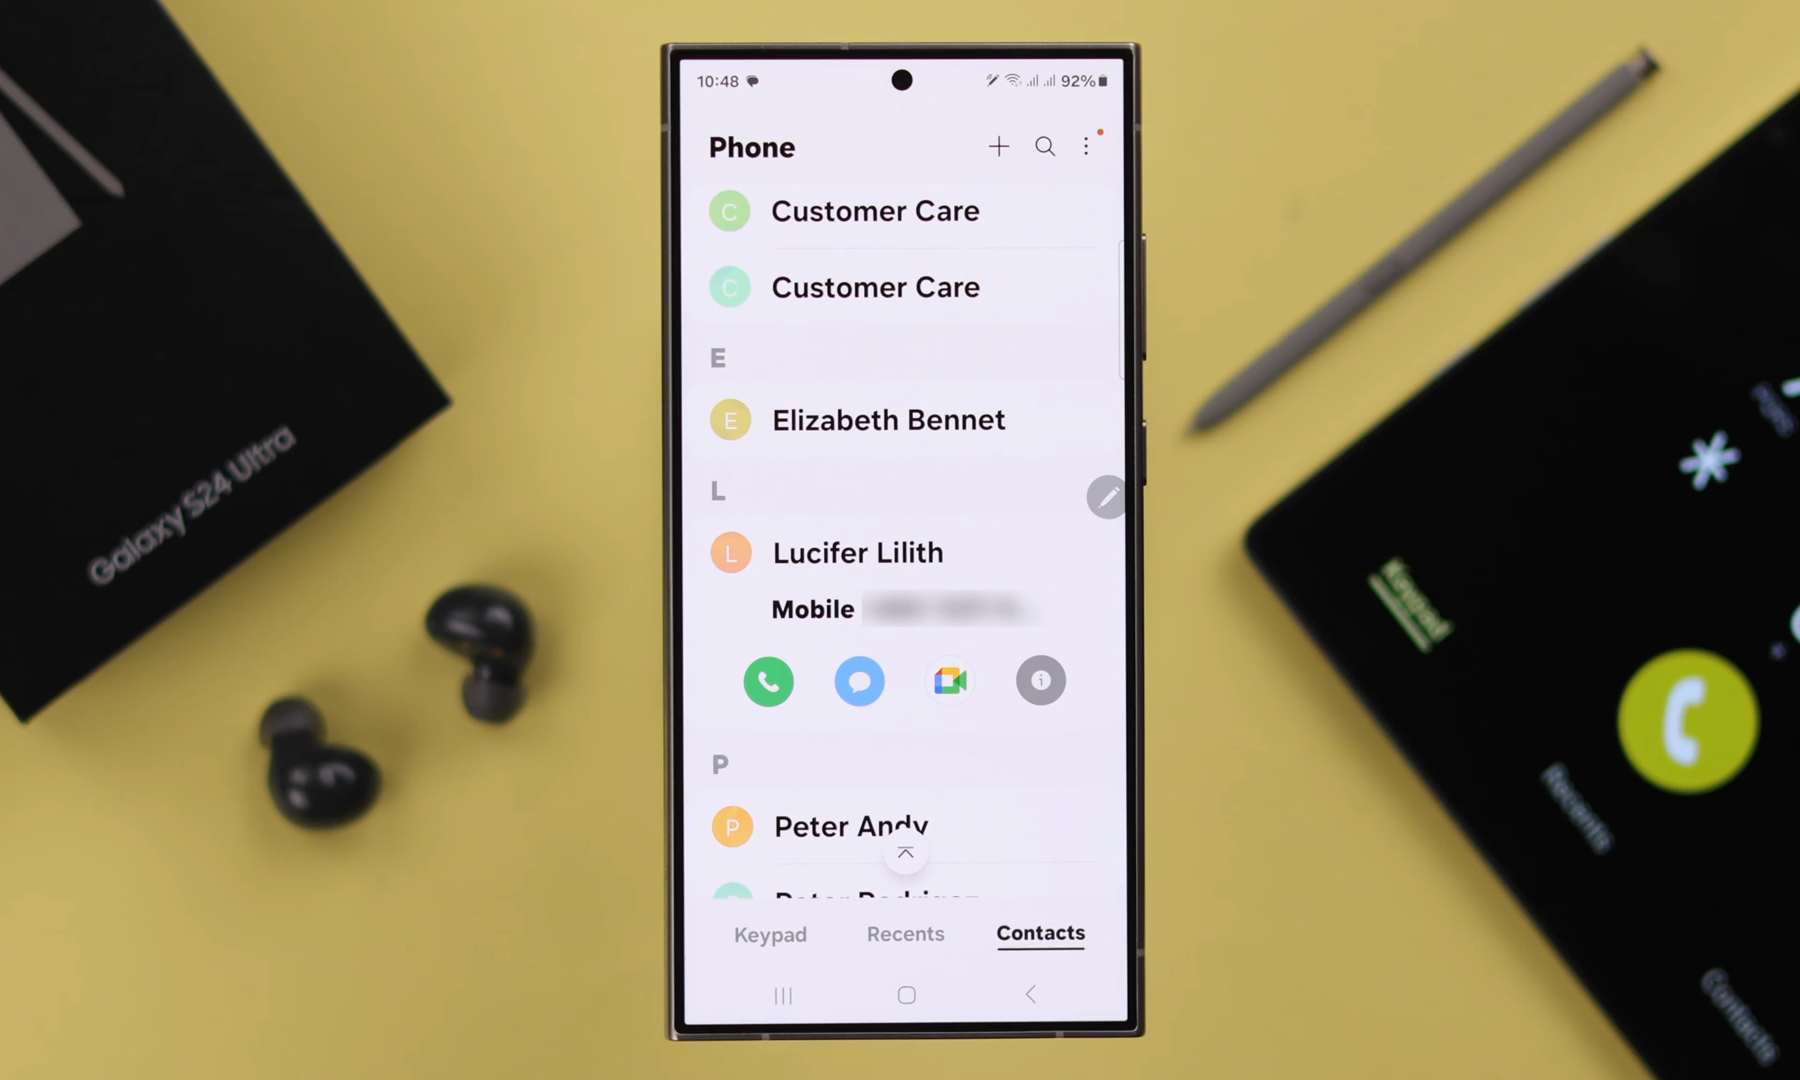 10:48
92%
Phone
C
Customer Care
C
Customer Care
E
E
Elizabeth Bennet
L
L
Lucifer Lilith
Mobile
P
P
Peter Andy
Keypad
Recents
Contacts
Galaxy S24 Ultra
*
Keypad
Recents
Contacts